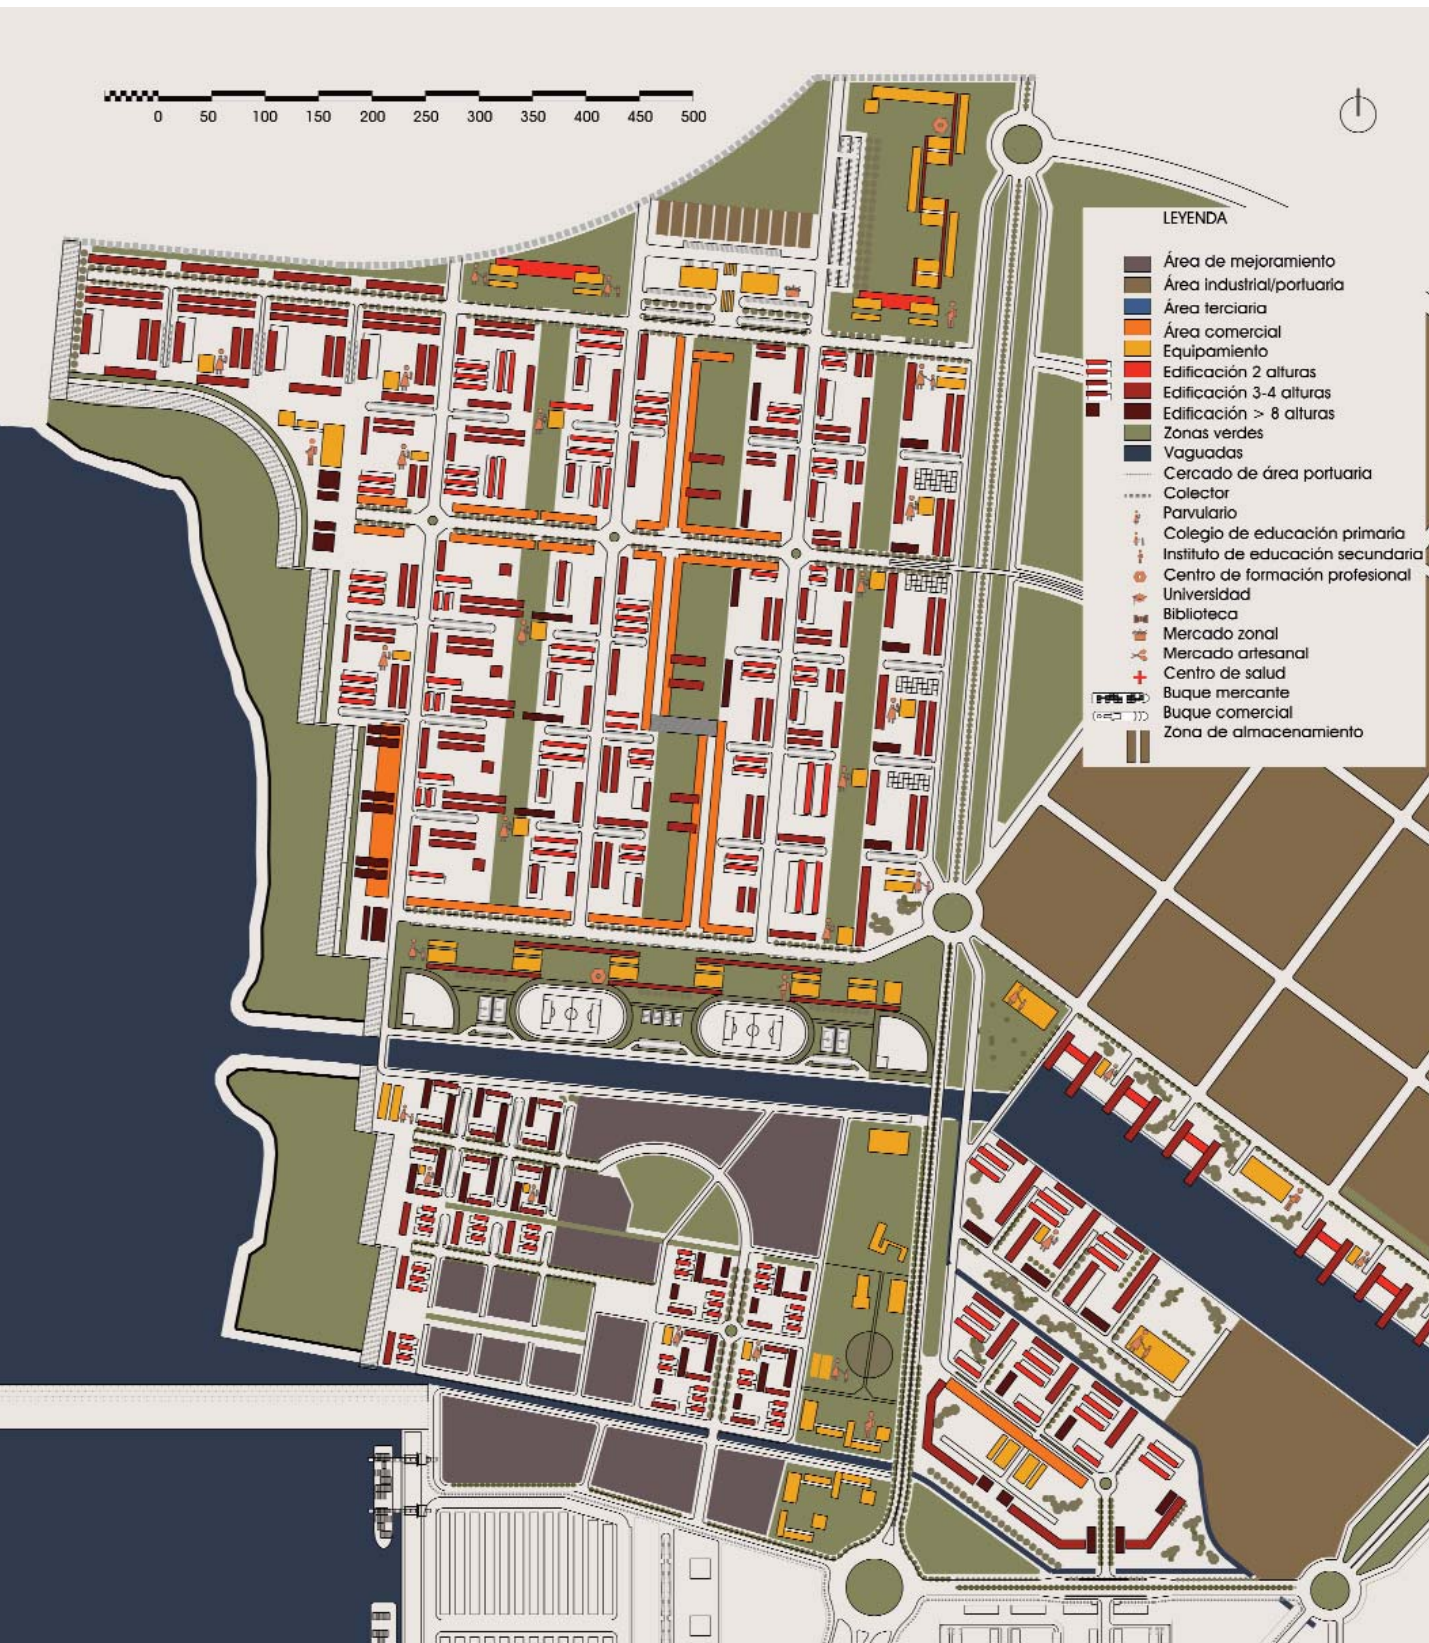 0 50 100 150 200 250 300 350 400 450 500
LEYENDA
Área de mejoramiento
Área industrial/portuaria
Área terciaria
Área comercial
Equipamiento
Edificación 2 alturas
Edificación 3-4 alturas
Edificación > 8 alturas
Zonas verdes
Vaguadas
Cercado de área portuaria
Colector
Parvulario
Colegio de educación primaria
Instituto de educación secundaria
Centro de formación profesional
Universidad
Biblioteca
Mercado zonal
Mercado artesanal
Centro de salud
Buque mercante
Buque comercial
Zona de almacenamiento